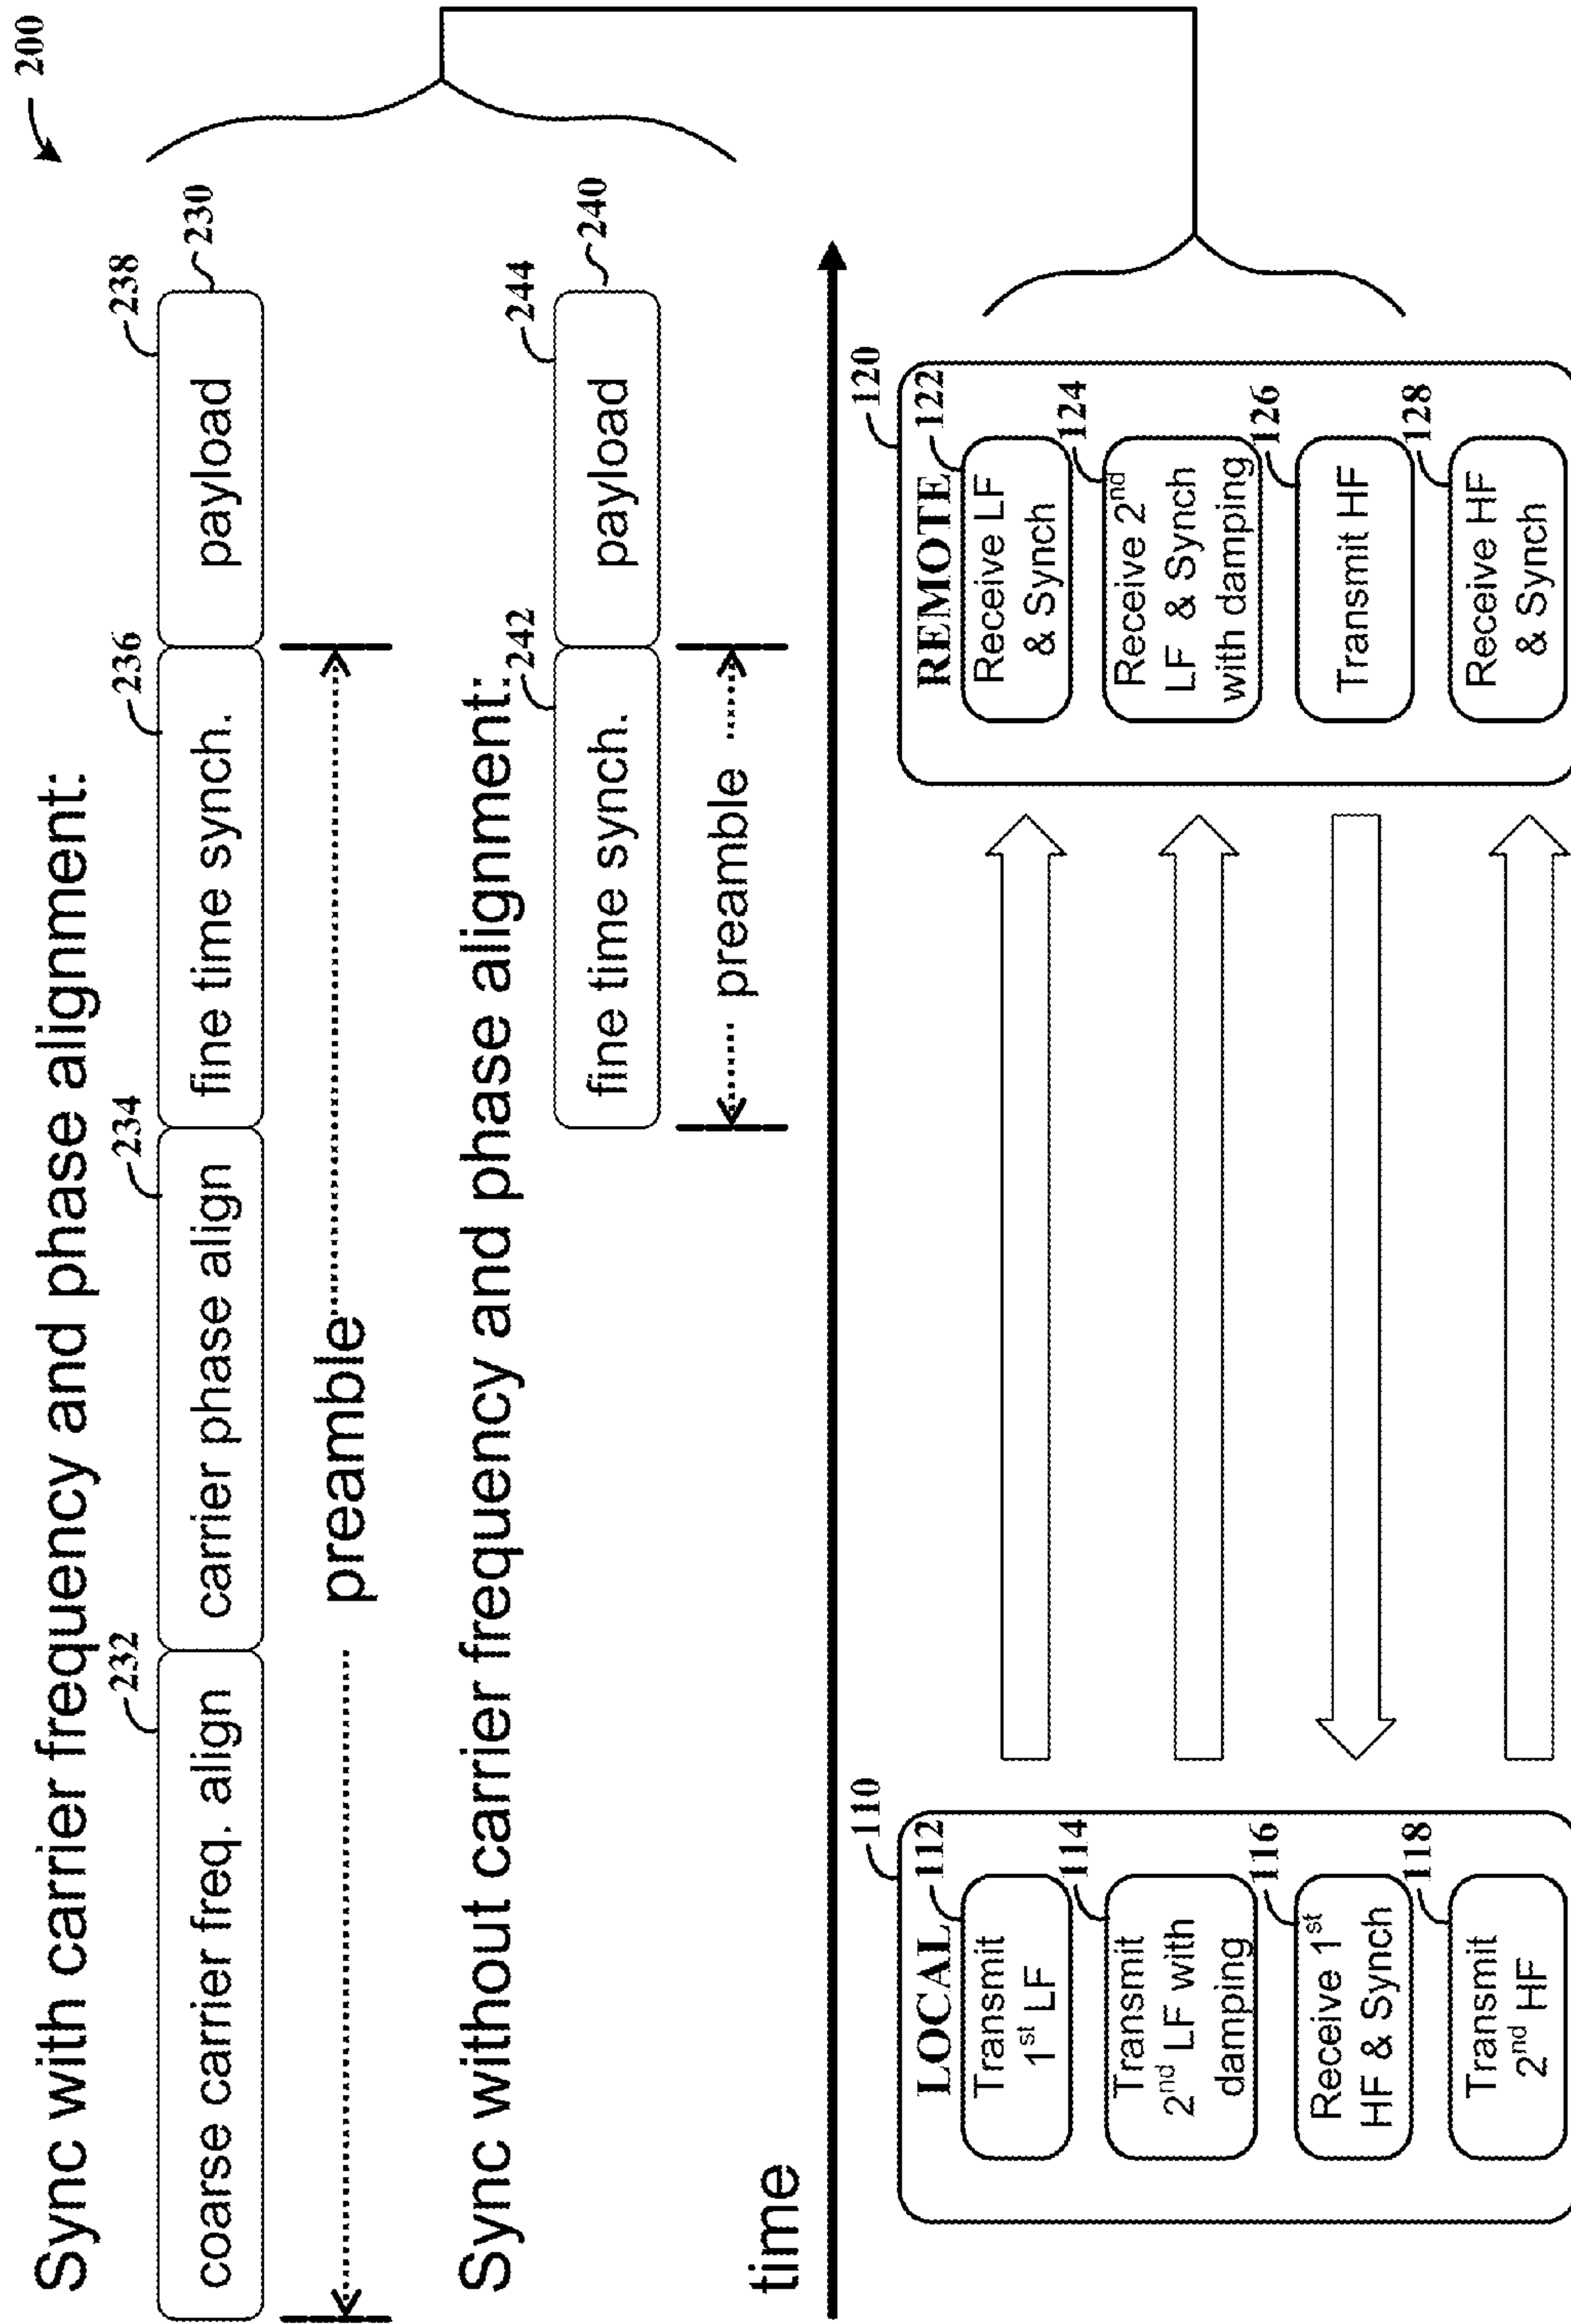 200
Sync with carrier frequency and phase alignment:
232
234
236
238
coarse carrier freq. align
carrier phase align
fine time synch.
payload
230
preamble
Sync without carrier frequency and phase alignment:
242
244
fine time synch.
payload
240
preamble
time
110
LOCAL
112
Transmit
1st LF
114
Transmit
2nd LF with
damping
116
Receive 1st
HF & Synch
118
Transmit
2nd HF
120
REMOTE
122
Receive LF
& Synch
124
Receive 2nd
LF & Synch
with damping
126
Transmit HF
128
Receive HF
& Synch